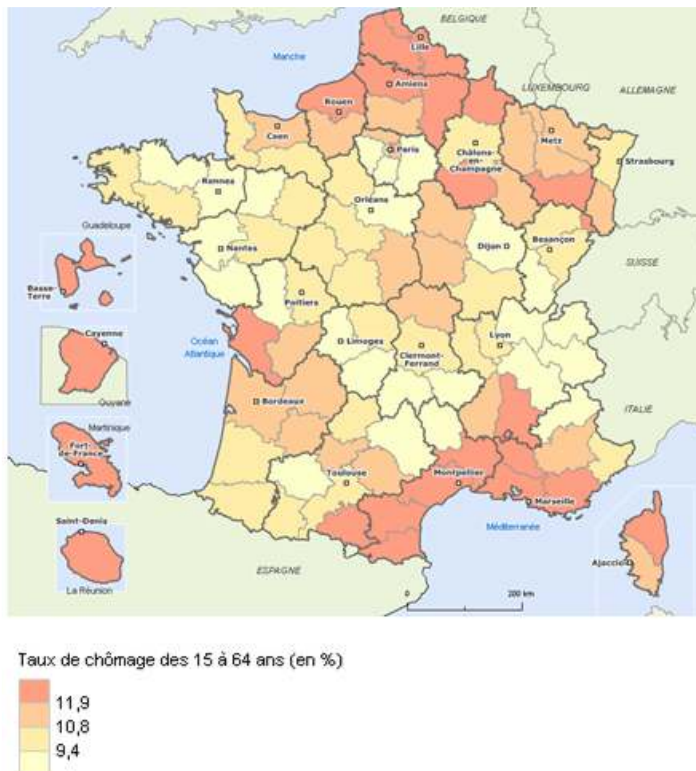 BELGIQUE
Lille
Manche
Amiens
LUXEMBOURG
ALLEMAGNE
Rouen
Caen
Metz
Paris
Châlons-
en-
Champagne
Strasbourg
Rennes
Orléans
Guadeloupe
Nantes
Dijon
Besançon
SUISSE
Basse-
Terre
Poitiers
Cayenne
Océan
Atlantique
Limoges
Clermont-
Ferrand
Lyon
Guyane
Bordeaux
ITALIE
Martinique
Fort-
de-France
Toulouse
Montpellier
Marseille
Saint-Denis
Méditerranée
Ajaccio
La Réunion
ESPAGNE
0 200 km
Taux de chômage des 15 à 64 ans (en %)
11,9
10,8
9,4